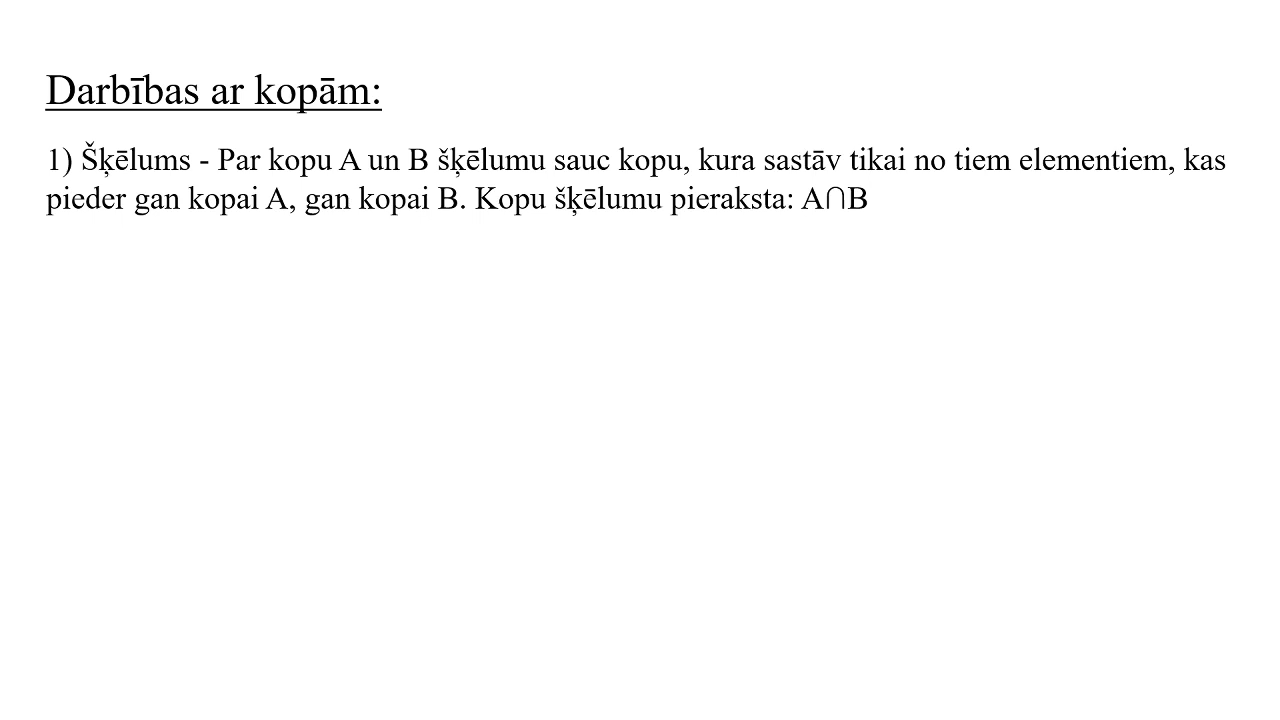 Darbības ar kopām:
1) Šķēlums - Par kopu A un B šķēlumu sauc kopu, kura sastāv tikai no tiem elementiem, kas
pieder gan kopai A, gan kopai B. Kopu šķēlumu pieraksta: A∩B